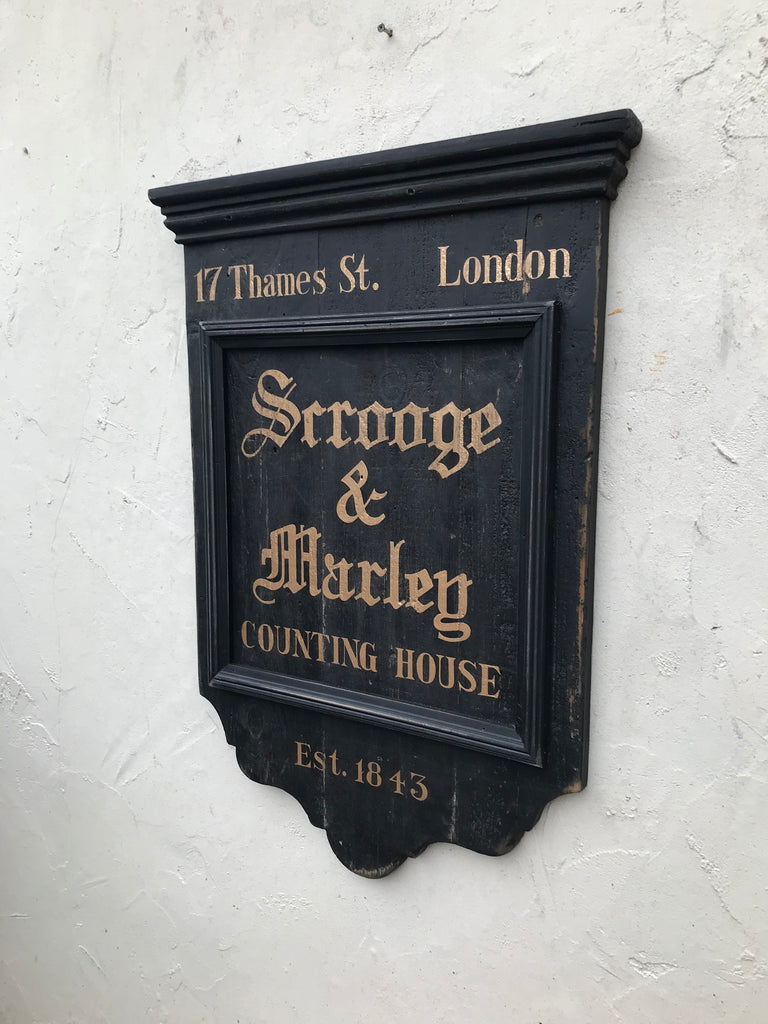 17 Thames St. London
Scrooge
&
Marley
COUNTING HOUSE
Est. 1843